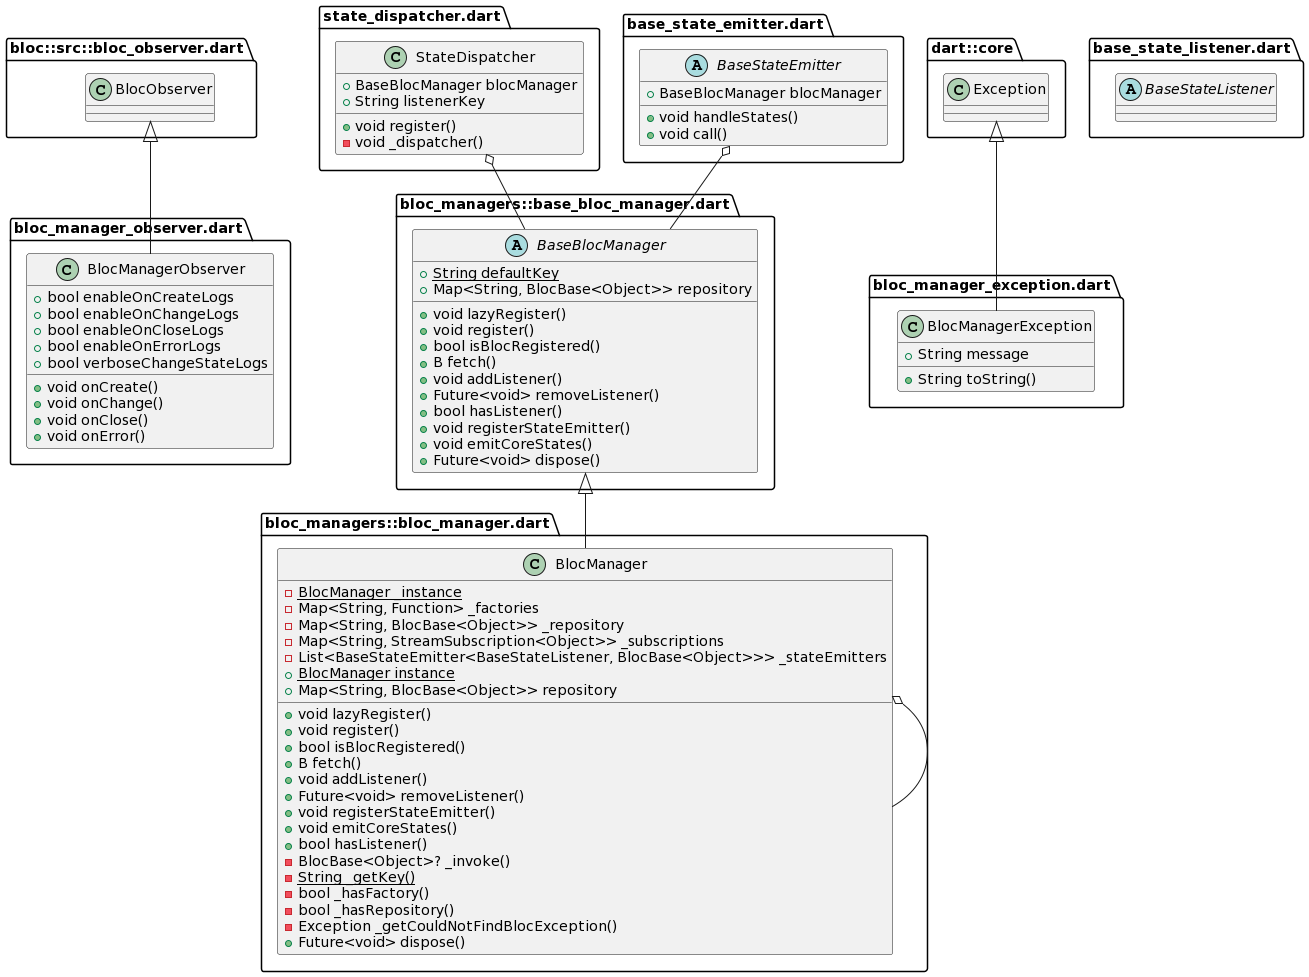 bloc::src::bloc_observer.dart
C BlocObserver
state_dispatcher.dart
C StateDispatcher
BaseBlocManager blocManager
String listenerKey
void register()
void _dispatcher()
base_state_emitter.dart
A BaseStateEmitter
BaseBlocManager blocManager
void handleStates()
void call()
dart::core
C Exception
base_state_listener.dart
A BaseStateListener
bloc_manager_observer.dart
C BlocManagerObserver
bool enableOnCreateLogs
bool enableOnChangeLogs
bool enableOnCloseLogs
bool enableOnErrorLogs
bool verboseChangeStateLogs
void onCreate()
void onChange()
void onClose()
void onError()
bloc_managers::base_bloc_manager.dart
A BaseBlocManager
String defaultKey
Map<String, BlocBase<Object>> repository
void lazyRegister()
void register()
bool isBlocRegistered()
B fetch()
void addListener()
Future<void> removeListener()
bool hasListener()
void registerStateEmitter()
void emitCoreStates()
Future<void> dispose()
bloc_manager_exception.dart
C BlocManagerException
String message
String toString()
bloc_managers::bloc_manager.dart
C BlocManager
BlocManager _instance
Map<String, Function> _factories
Map<String, BlocBase<Object>> _repository
Map<String, StreamSubscription<Object>> _subscriptions
List<BaseStateEmitter<BaseStateListener, BlocBase<Object>>> _stateEmitters
BlocManager instance
Map<String, BlocBase<Object>> repository
void lazyRegister()
void register()
bool isBlocRegistered()
B fetch()
void addListener()
Future<void> removeListener()
void registerStateEmitter()
void emitCoreStates()
bool hasListener()
BlocBase<Object>? _invoke()
String _getKey()
bool _hasFactory()
bool _hasRepository()
Exception _getCouldNotFindBlocException()
Future<void> dispose()